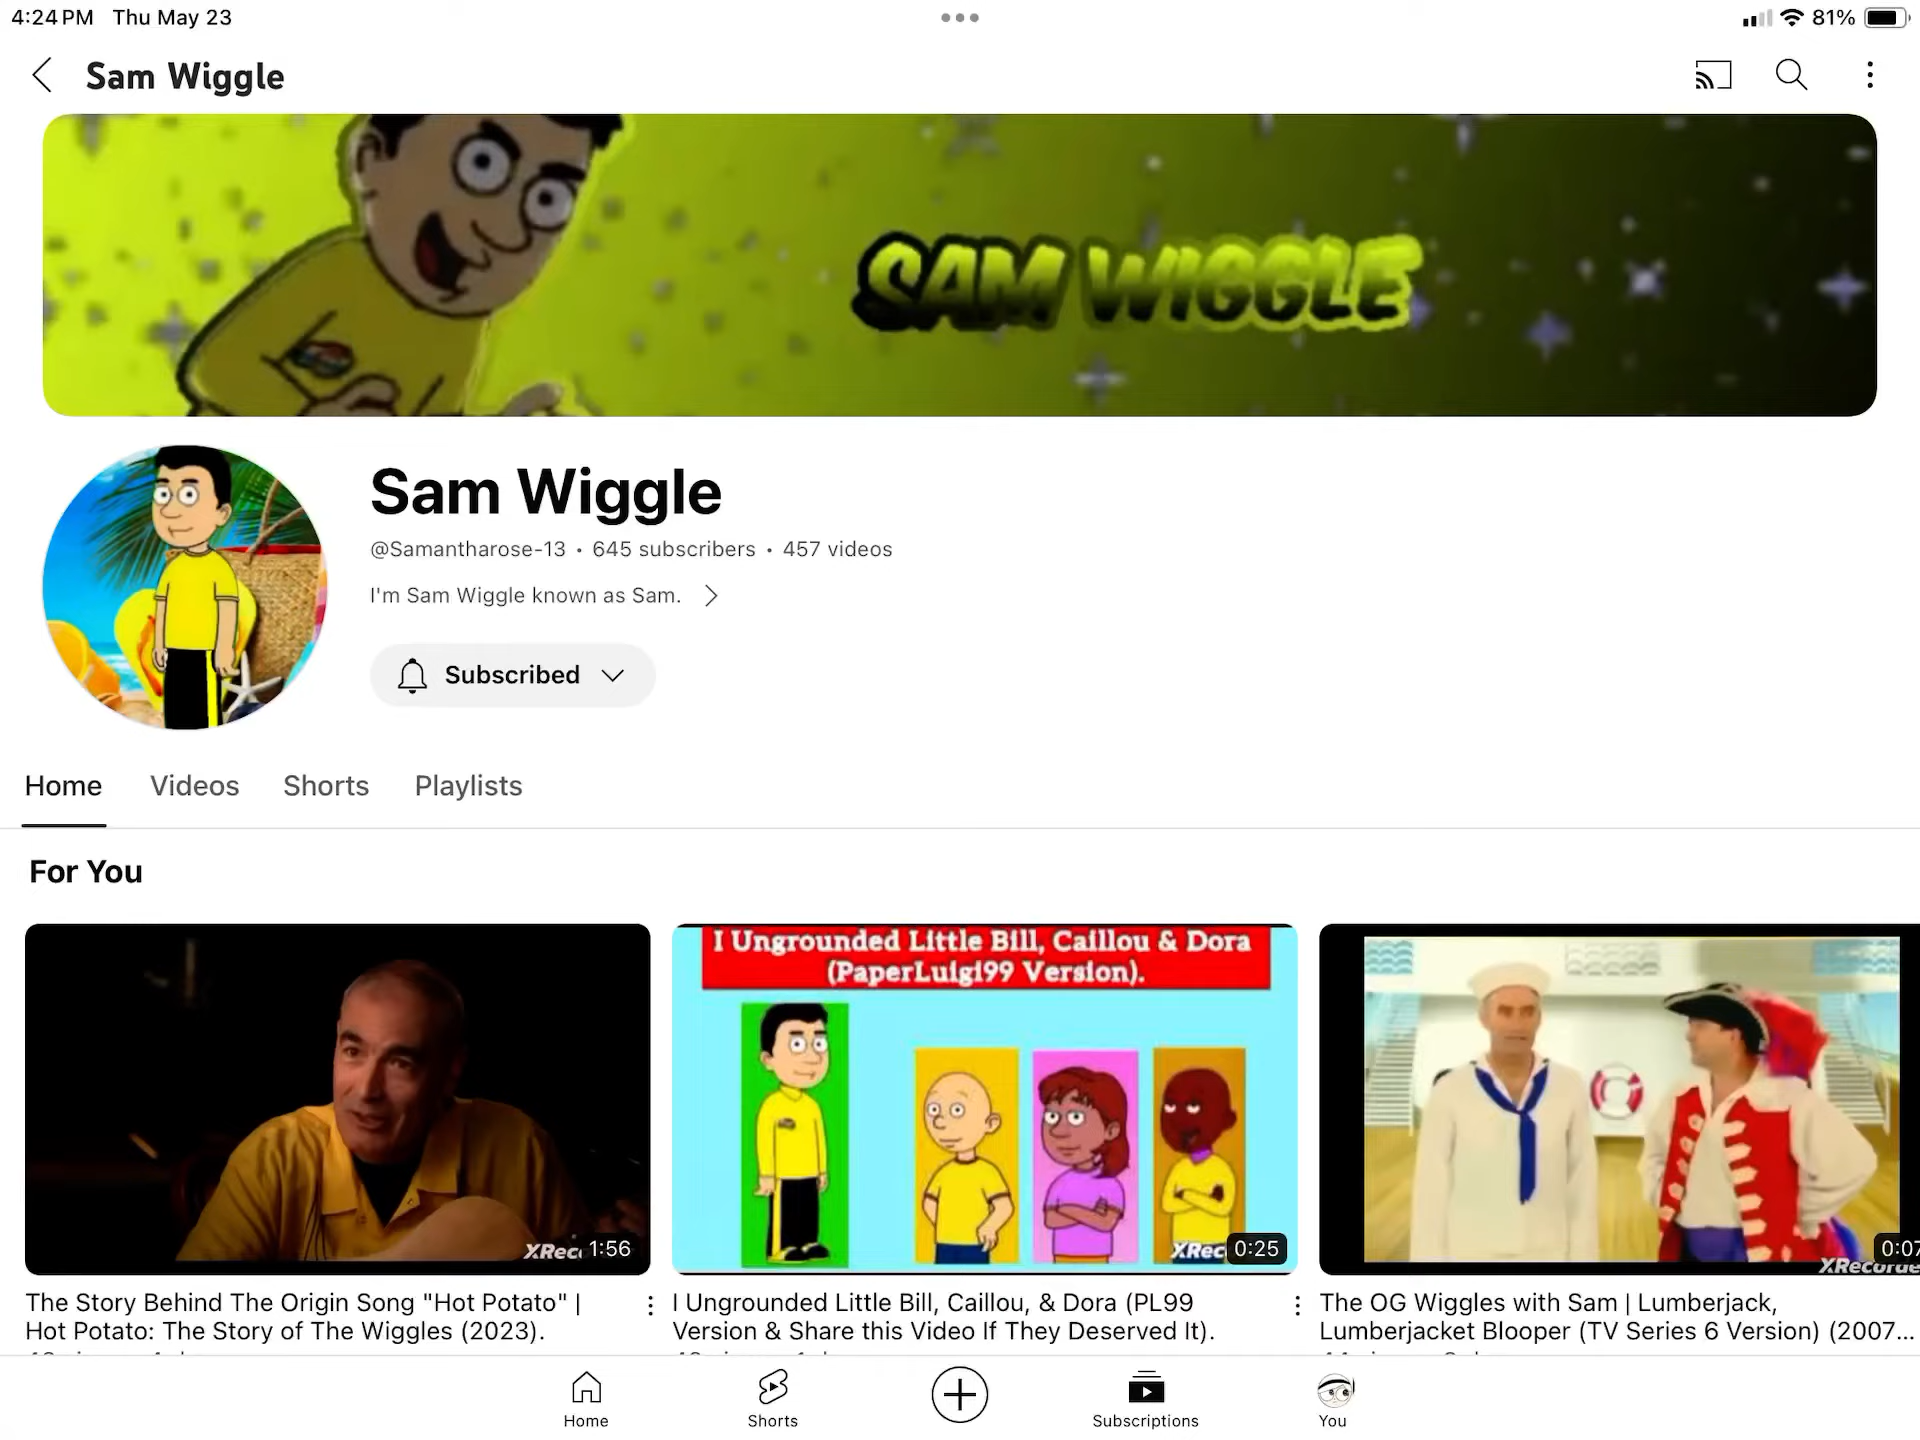 4:24 PM Thu May 23
81%
Sam Wiggle
SAM WIGGLE
Sam Wiggle
@Samantharose-13 • 645 subscribers • 457 videos
I'm Sam Wiggle known as Sam.
Subscribed
Home Videos Shorts Playlists
For You
XRec 1:56
I Ungrounded Little Bill, Caillou & Dora
(PaperLuigi99 Version).
XRec 0:25
0:07
XRecorde
The Story Behind The Origin Song "Hot Potato" |
Hot Potato: The Story of The Wiggles (2023).
I Ungrounded Little Bill, Caillou, & Dora (PL99
Version & Share this Video If They Deserved It).
The OG Wiggles with Sam | Lumberjack,
Lumberjacket Blooper (TV Series 6 Version) (2007...
Home Shorts Subscriptions You